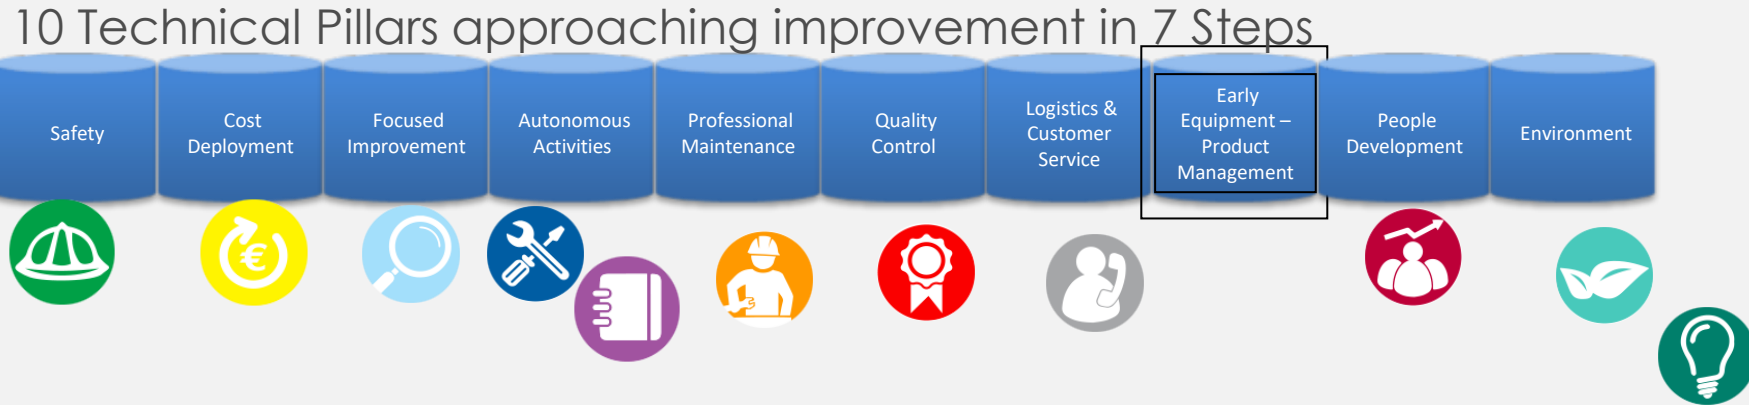 10 Technical Pillars approaching improvement in 7 Steps
Safety
Cost
Deployment
Focused
Improvement
Autonomous
Activities
Professional
Maintenance
Quality
Control
Logistics &
Customer
Service
Early
Equipment –
Product
Management
People
Development
Environment
€